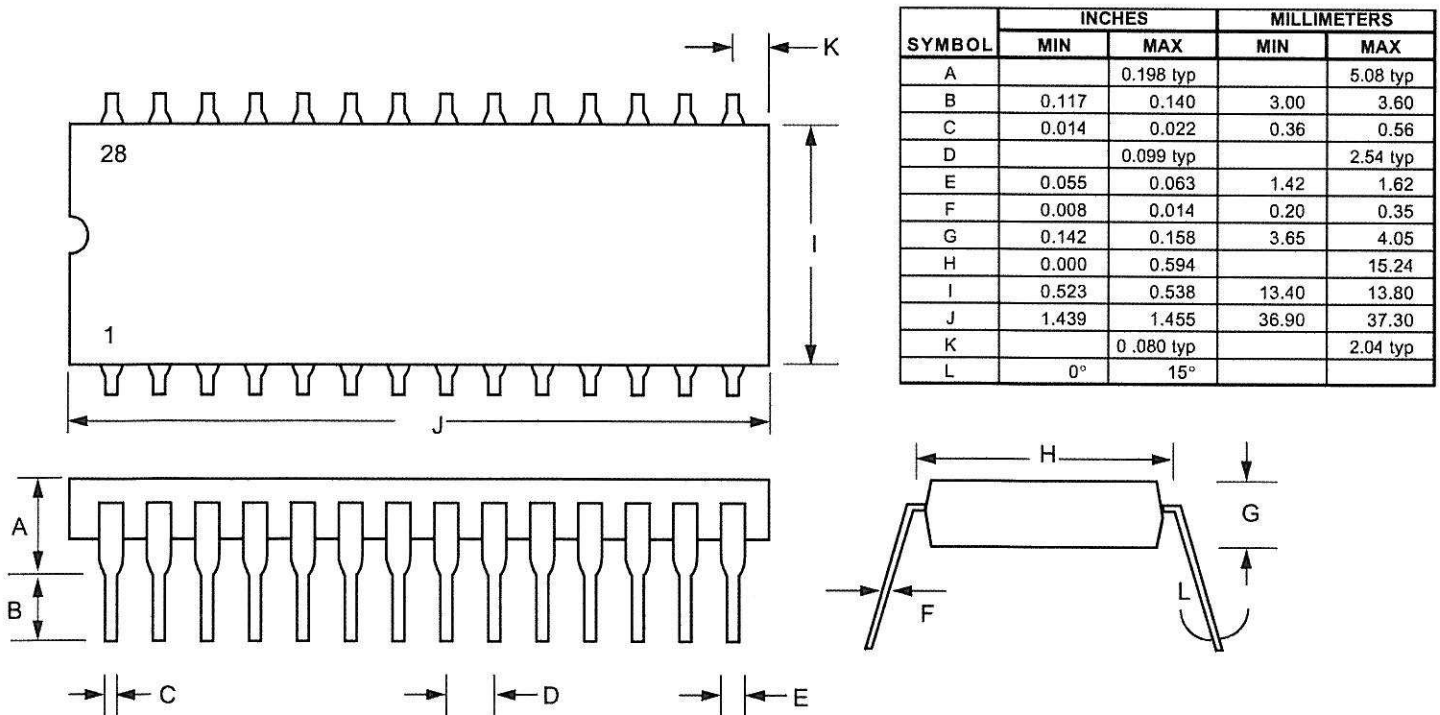 K
28
I
1
J
INCHES MILLIMETERS
SYMBOL MIN MAX MIN MAX
A 0.198 typ 5.08 typ
B 0.117 0.140 3.00 3.60
C 0.014 0.022 0.36 0.56
D 0.099 typ 2.54 typ
E 0.055 0.063 1.42 1.62
F 0.008 0.014 0.20 0.35
G 0.142 0.158 3.65 4.05
H 0.000 0.594 15.24
I 0.523 0.538 13.40 13.80
J 1.439 1.455 36.90 37.30
K 0 .080 typ 2.04 typ
L 0° 15°
A
B
C
D
E
H
G
F
L